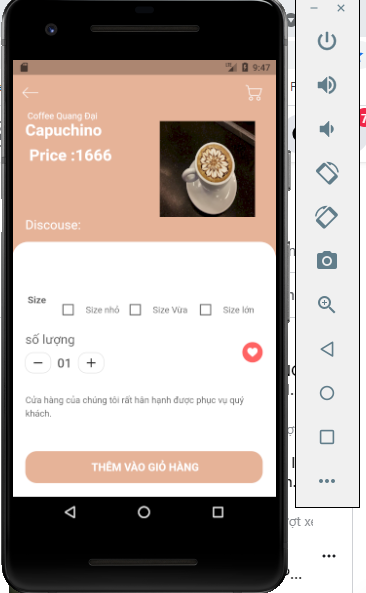 9:47
Coffee Quang Đại
Capuchino
Price :1666
Discouse:
Size
Size nhỏ
Size Vừa
Size lớn
số lượng
01
Cửa hàng của chúng tôi rất hân hạnh được phục vụ quý
khách.
THÊM VÀO GIỎ HÀNG